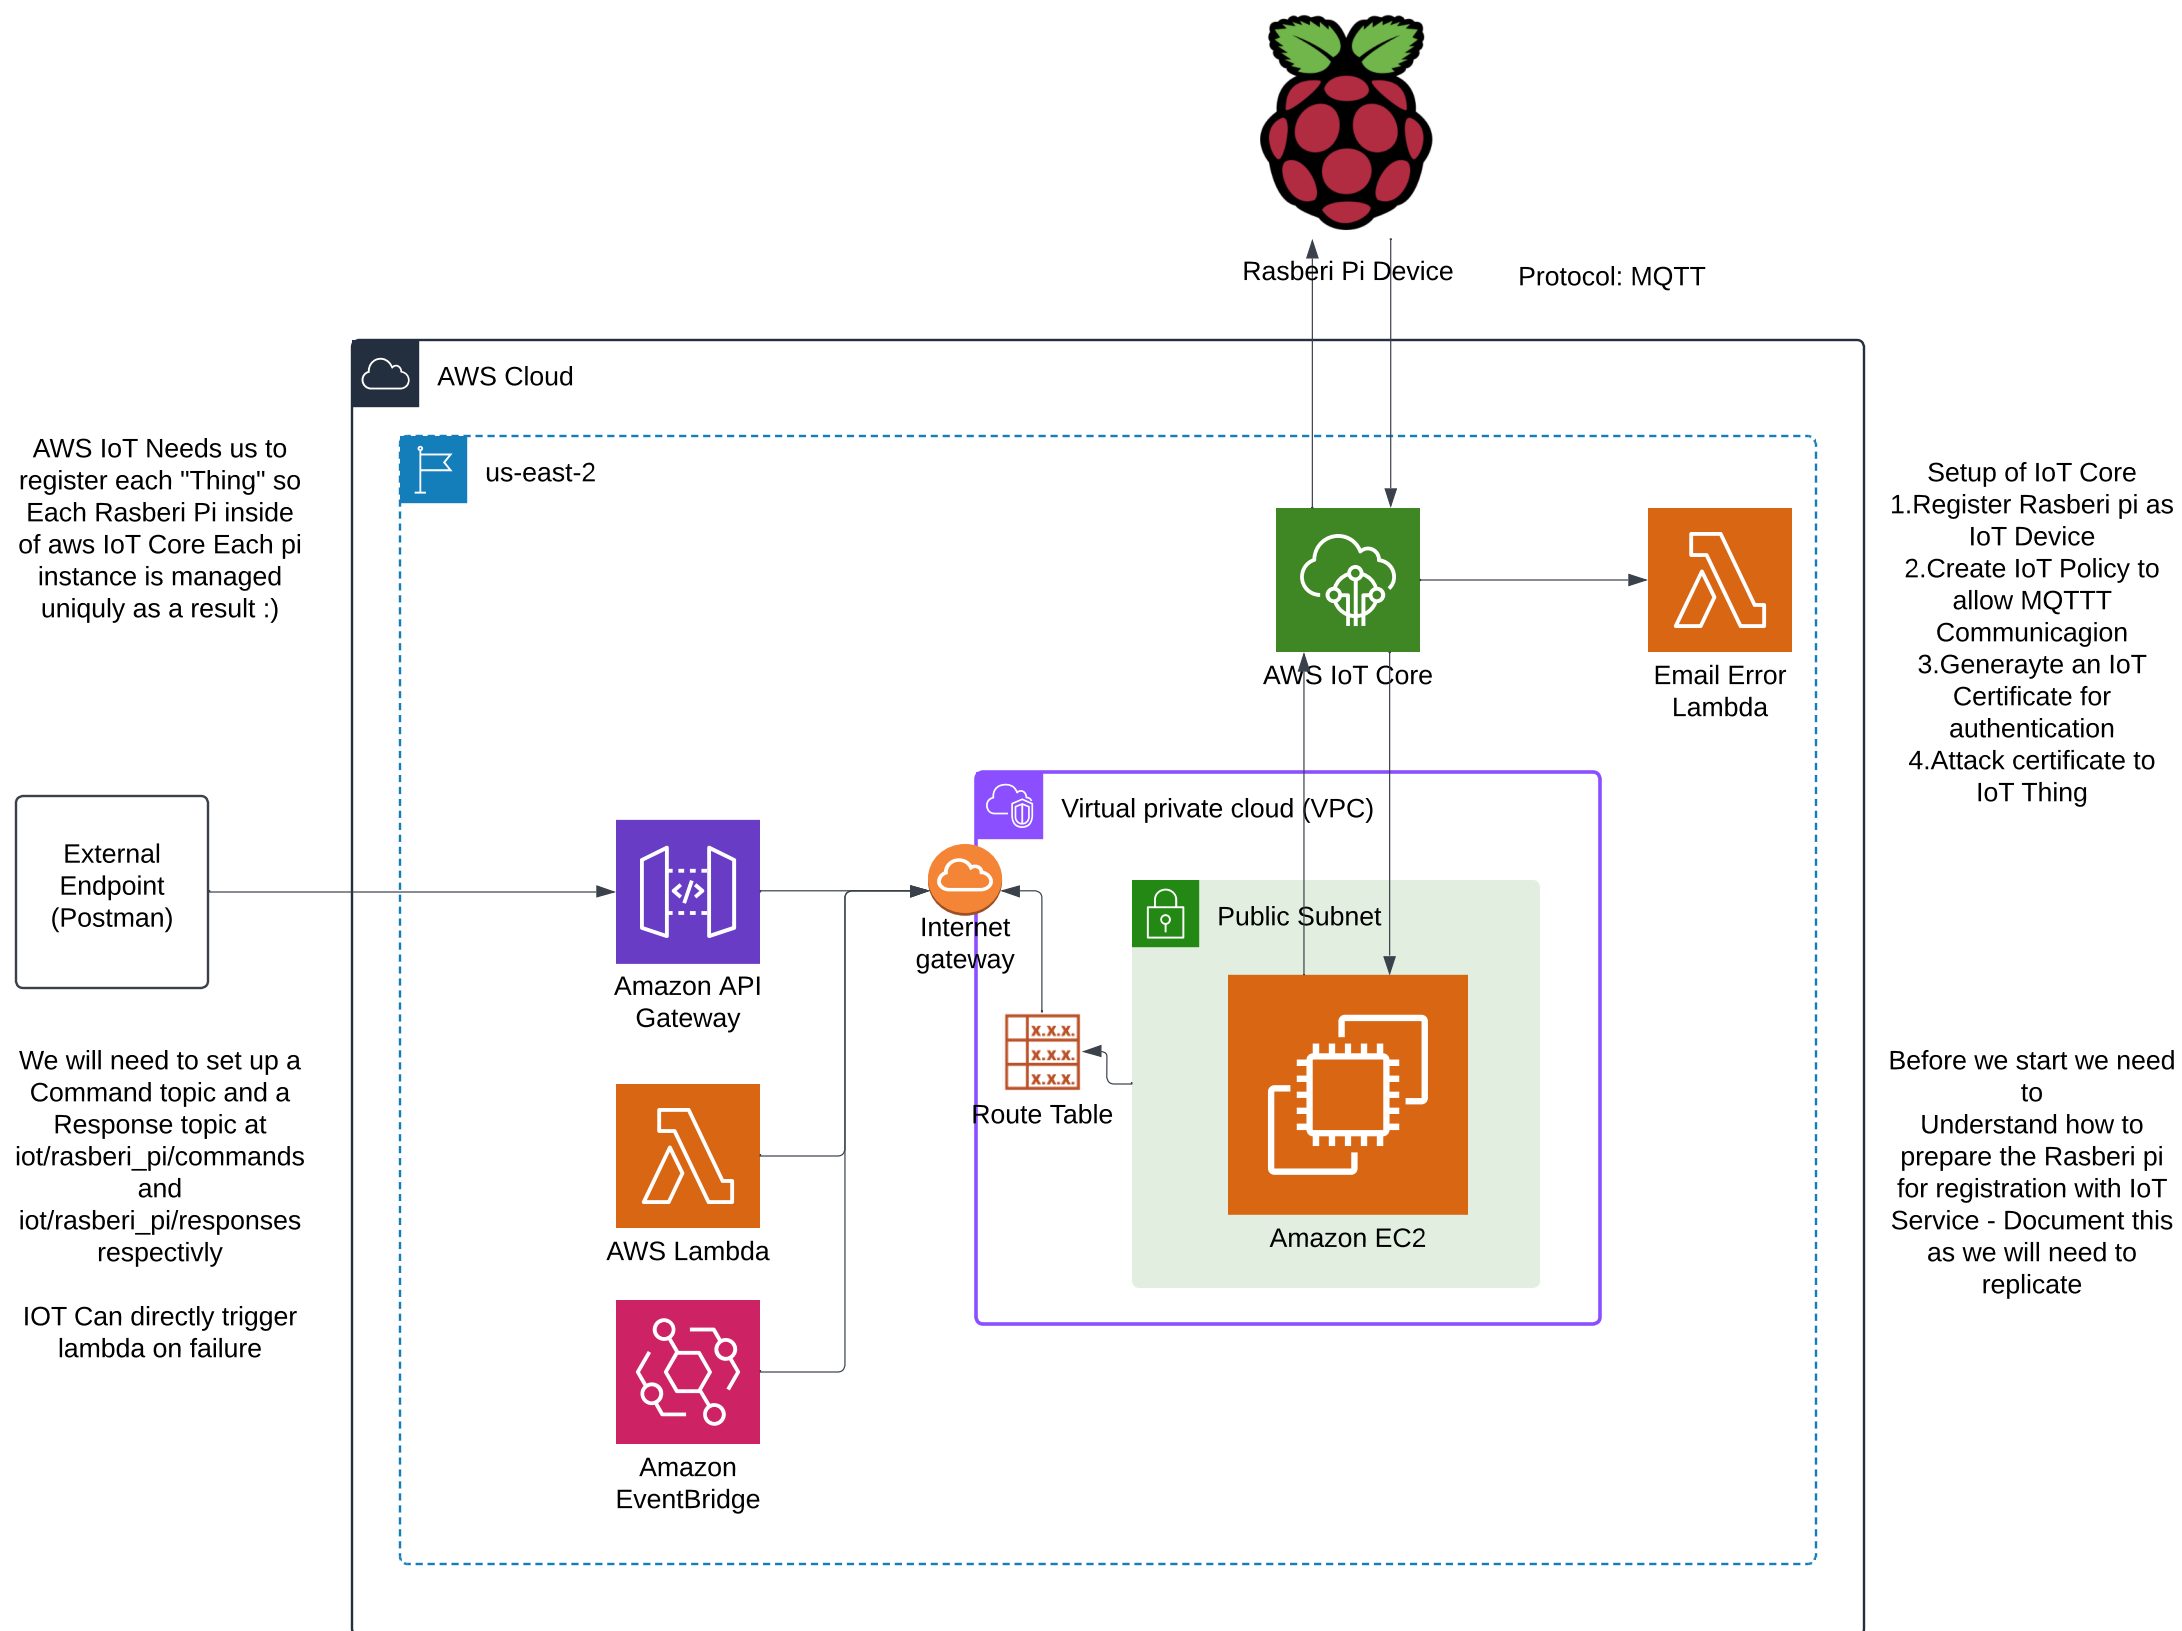 Rasberi Pi Device
Protocol: MQTT
AWS Cloud
us-east-2
AWS IoT Needs us to
register each "Thing" so
Each Rasberi Pi inside
of aws IoT Core Each pi
instance is managed
uniquly as a result :)
Setup of IoT Core
1.Register Rasberi pi as
IoT Device
2.Create IoT Policy to
allow MQTTT
Communicagion
3.Generayte an IoT
Certificate for
authentication
4.Attack certificate to
IoT Thing
AWS IoT Core
Email Error
Lambda
External
Endpoint
(Postman)
Amazon API
Gateway
Virtual private cloud (VPC)
Internet
gateway
Public Subnet
x.x.x.
x.x.x.
x.x.x.
Route Table
Amazon EC2
AWS Lambda
Amazon
EventBridge
We will need to set up a
Command topic and a
Response topic at
iot/rasberi_pi/commands
and
iot/rasberi_pi/responses
respectivly
IOT Can directly trigger
lambda on failure
Before we start we need
to
Understand how to
prepare the Rasberi pi
for registration with IoT
Service - Document this
as we will need to
replicate